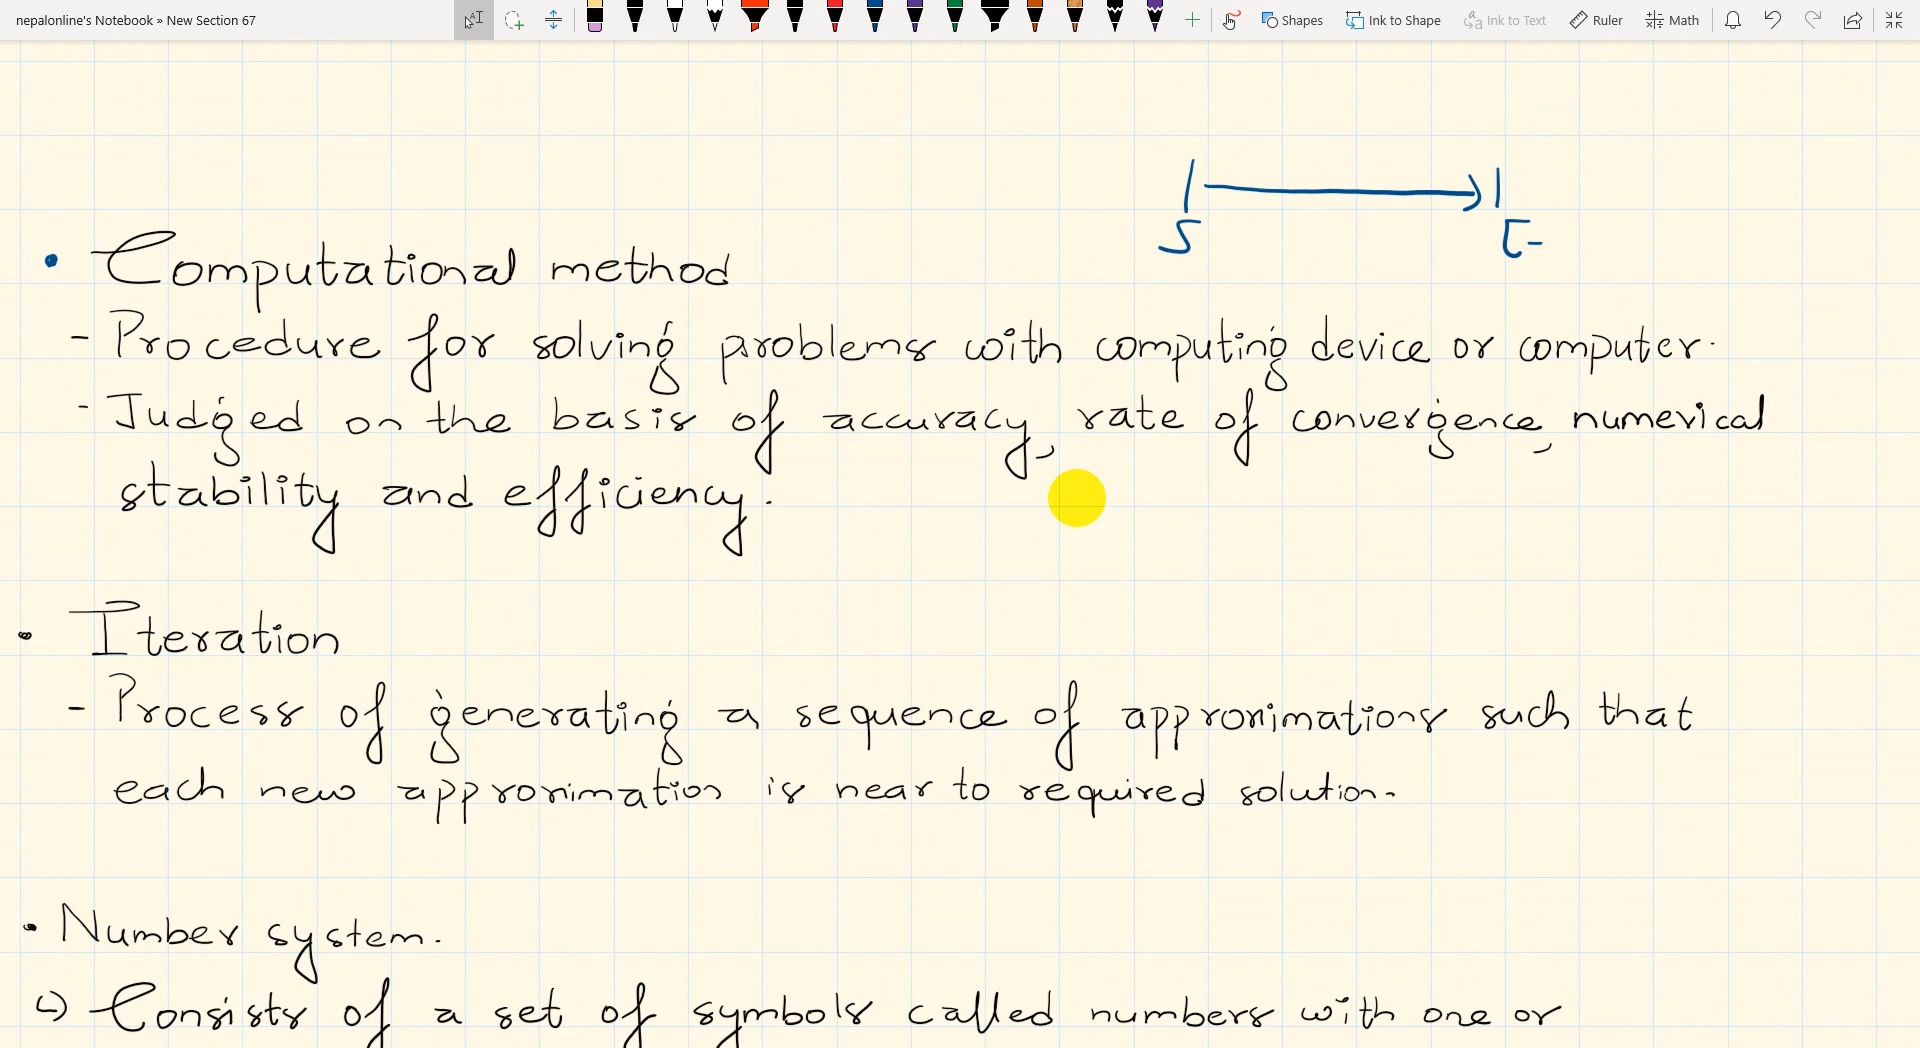 nepalonline's Notebook » New Section 67
Shapes Ink to Shape Ink to Text Ruler Math
S E
• Computational method
- Procedure for solving problems with computing device or computer.
- Judged on the basis of accuracy, rate of convergence, numerical
stability and efficiency.
• Iteration
- Process of generating a sequence of approximations such that
each new approximation is near to required solution.
• Number system.
↳ Consists of a set of symbols called numbers with one or